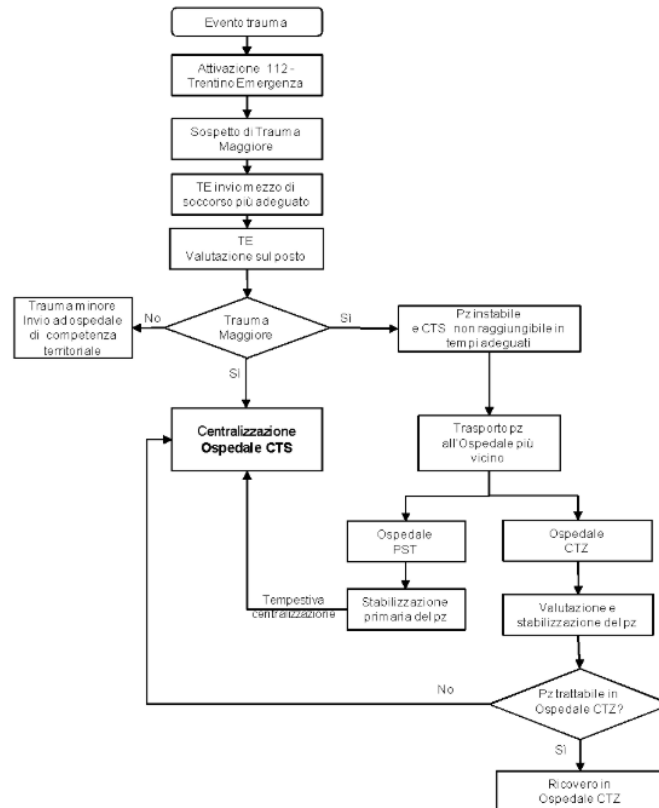 Evento trauma
Attivazione 112 -
Trentino Emergenza
Sospetto di Trauma
Maggiore
TE invio mezzo di
soccorso più adeguato
TE
Valutazione sul posto
Trauma minore
Invio ad ospedale
di competenza
territoriale
No
Trauma
Maggiore
Sì
Pz instabile
e CTS non raggiungibile in
tempi adeguati
Sì
Centralizzazione
Ospedale CTS
Trasporto pz
all'Ospedale più
vicino
Ospedale
PST
Ospedale
CTZ
Tempestiva
centralizzazione
Stabilizzazione
primaria del pz
Valutazione e
stabilizzazione del pz
No
Pz trattabile in
Ospedale CTZ?
Sì
Ricovero in
Ospedale CTZ